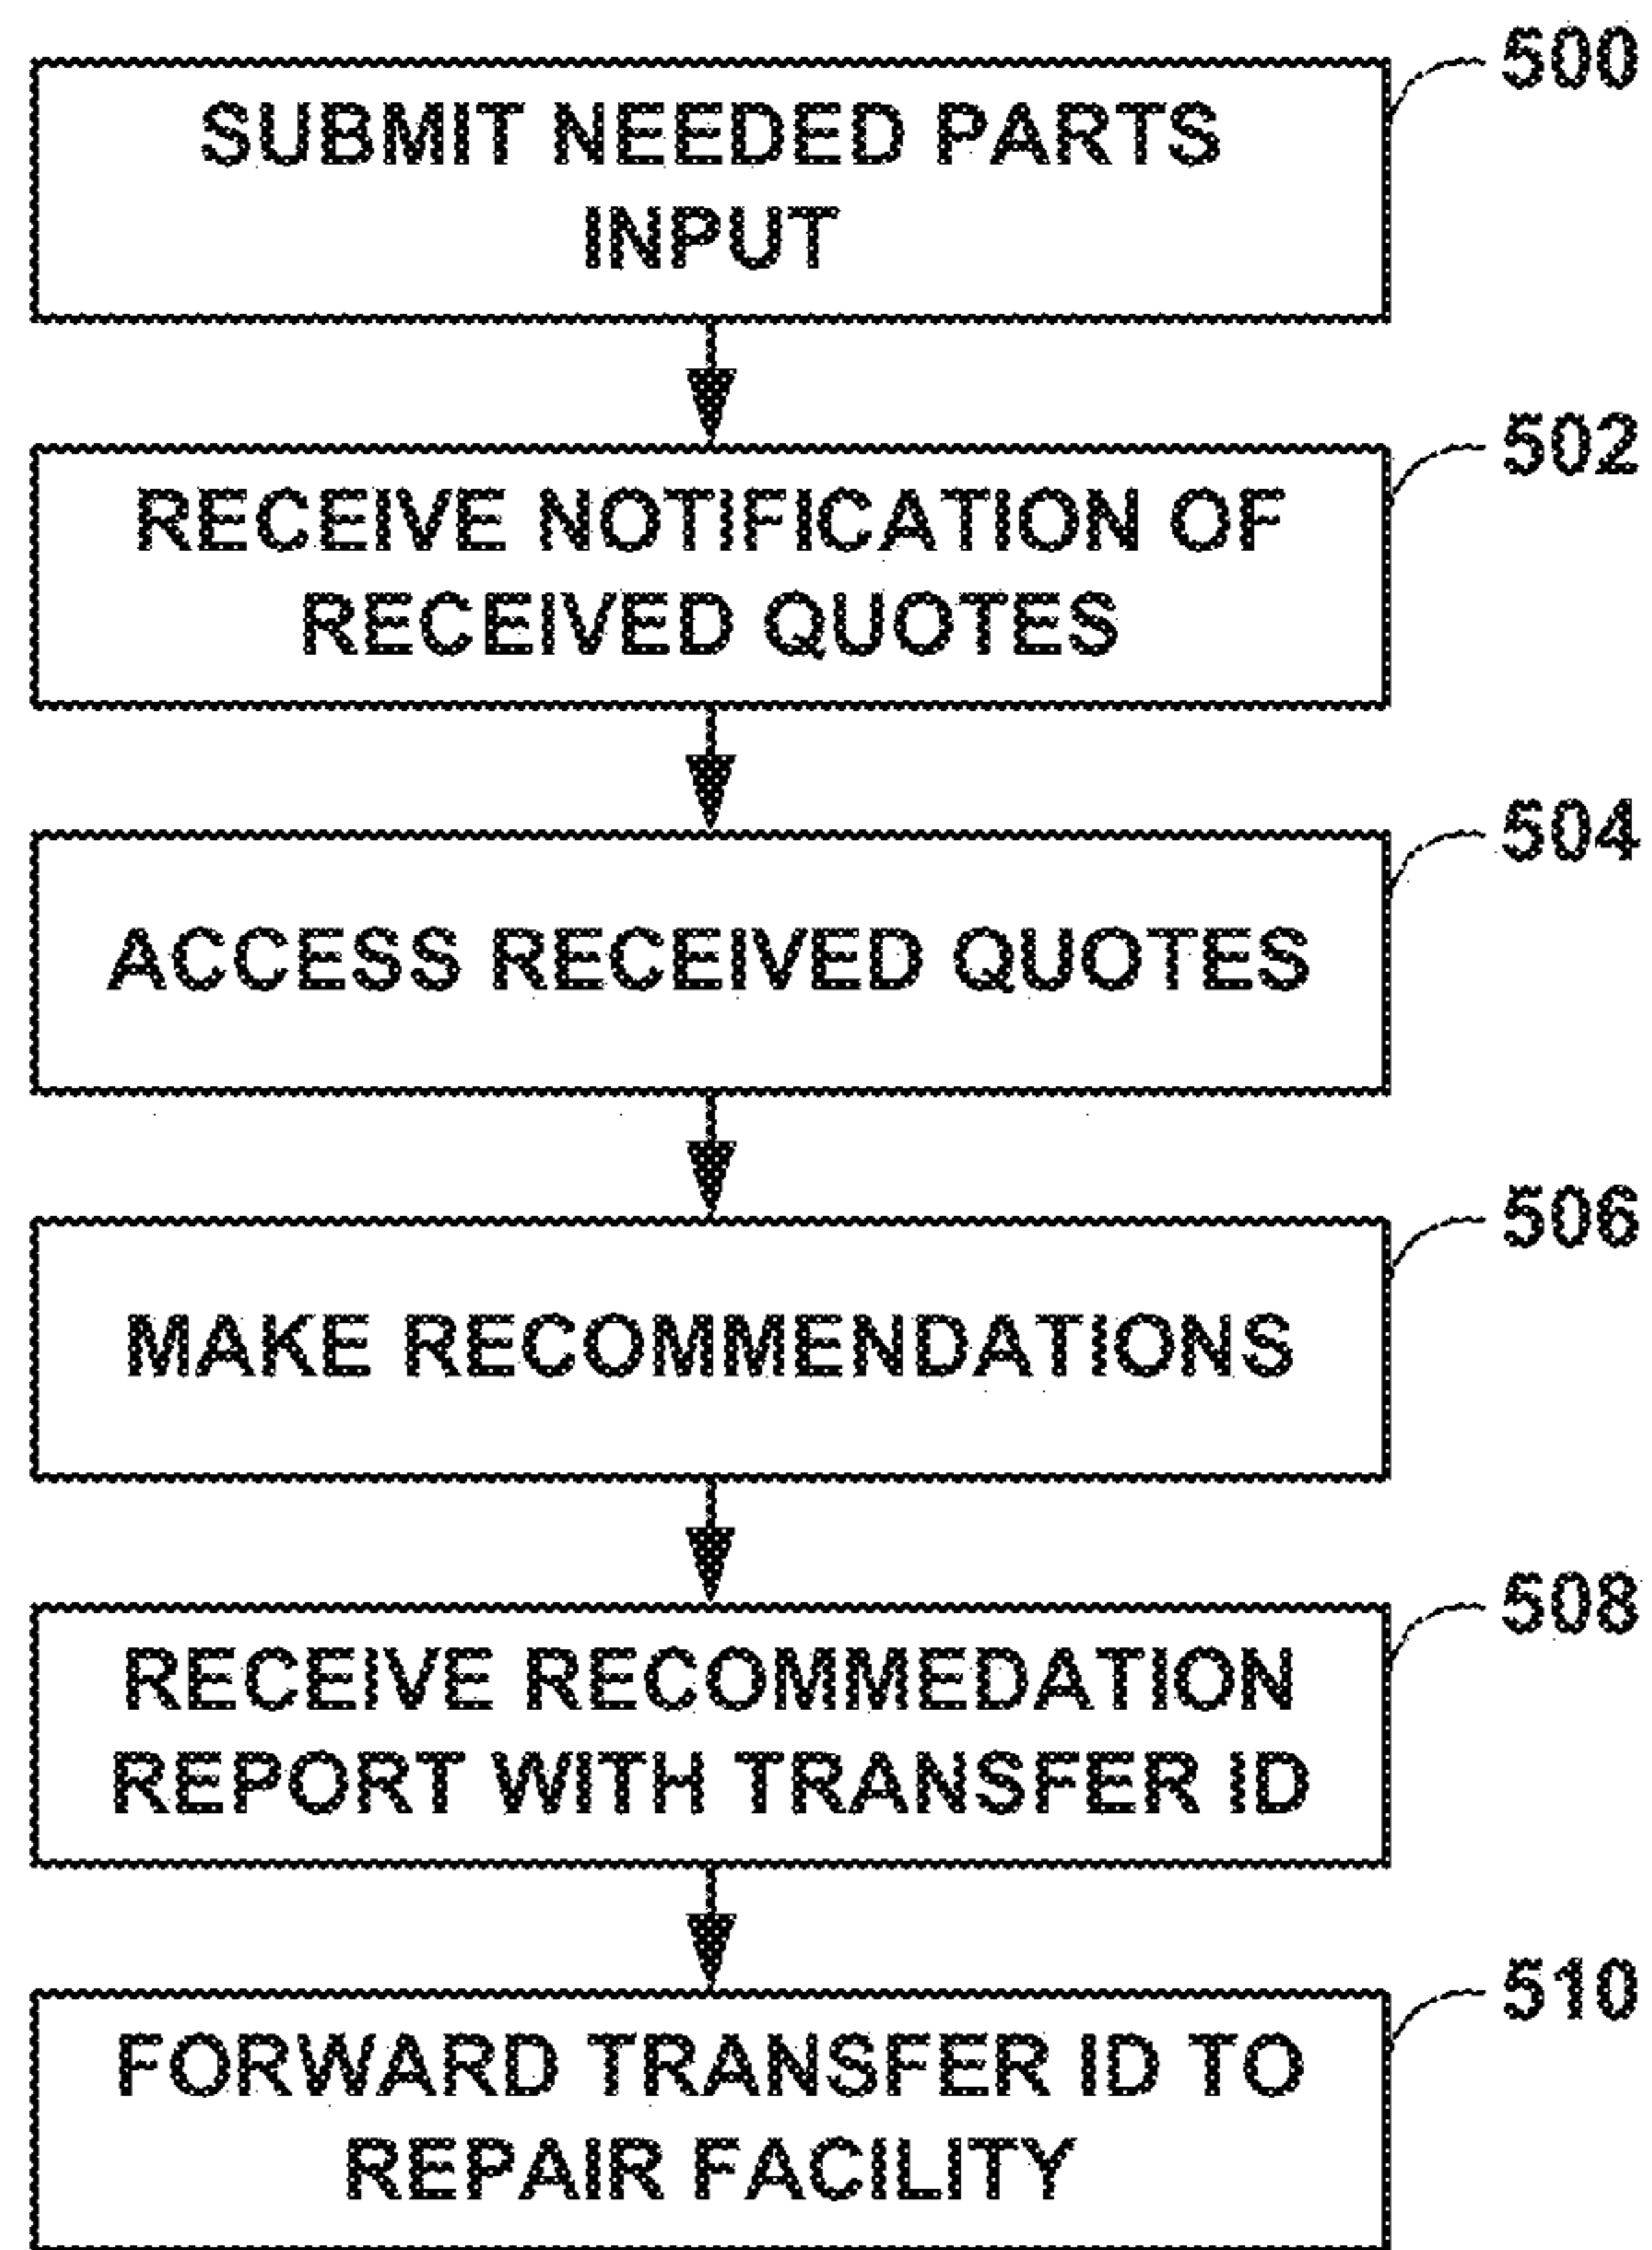 500
SUBMIT NEEDED PARTS
INPUT
502
RECEIVE NOTIFICATION OF
RECEIVED QUOTES
504
ACCESS RECEIVED QUOTES
506
MAKE RECOMMENDATIONS
508
RECEIVE RECOMMEDATION
REPORT WITH TRANSFER ID
510
FORWARD TRANSFER ID TO
REPAIR FACILITY